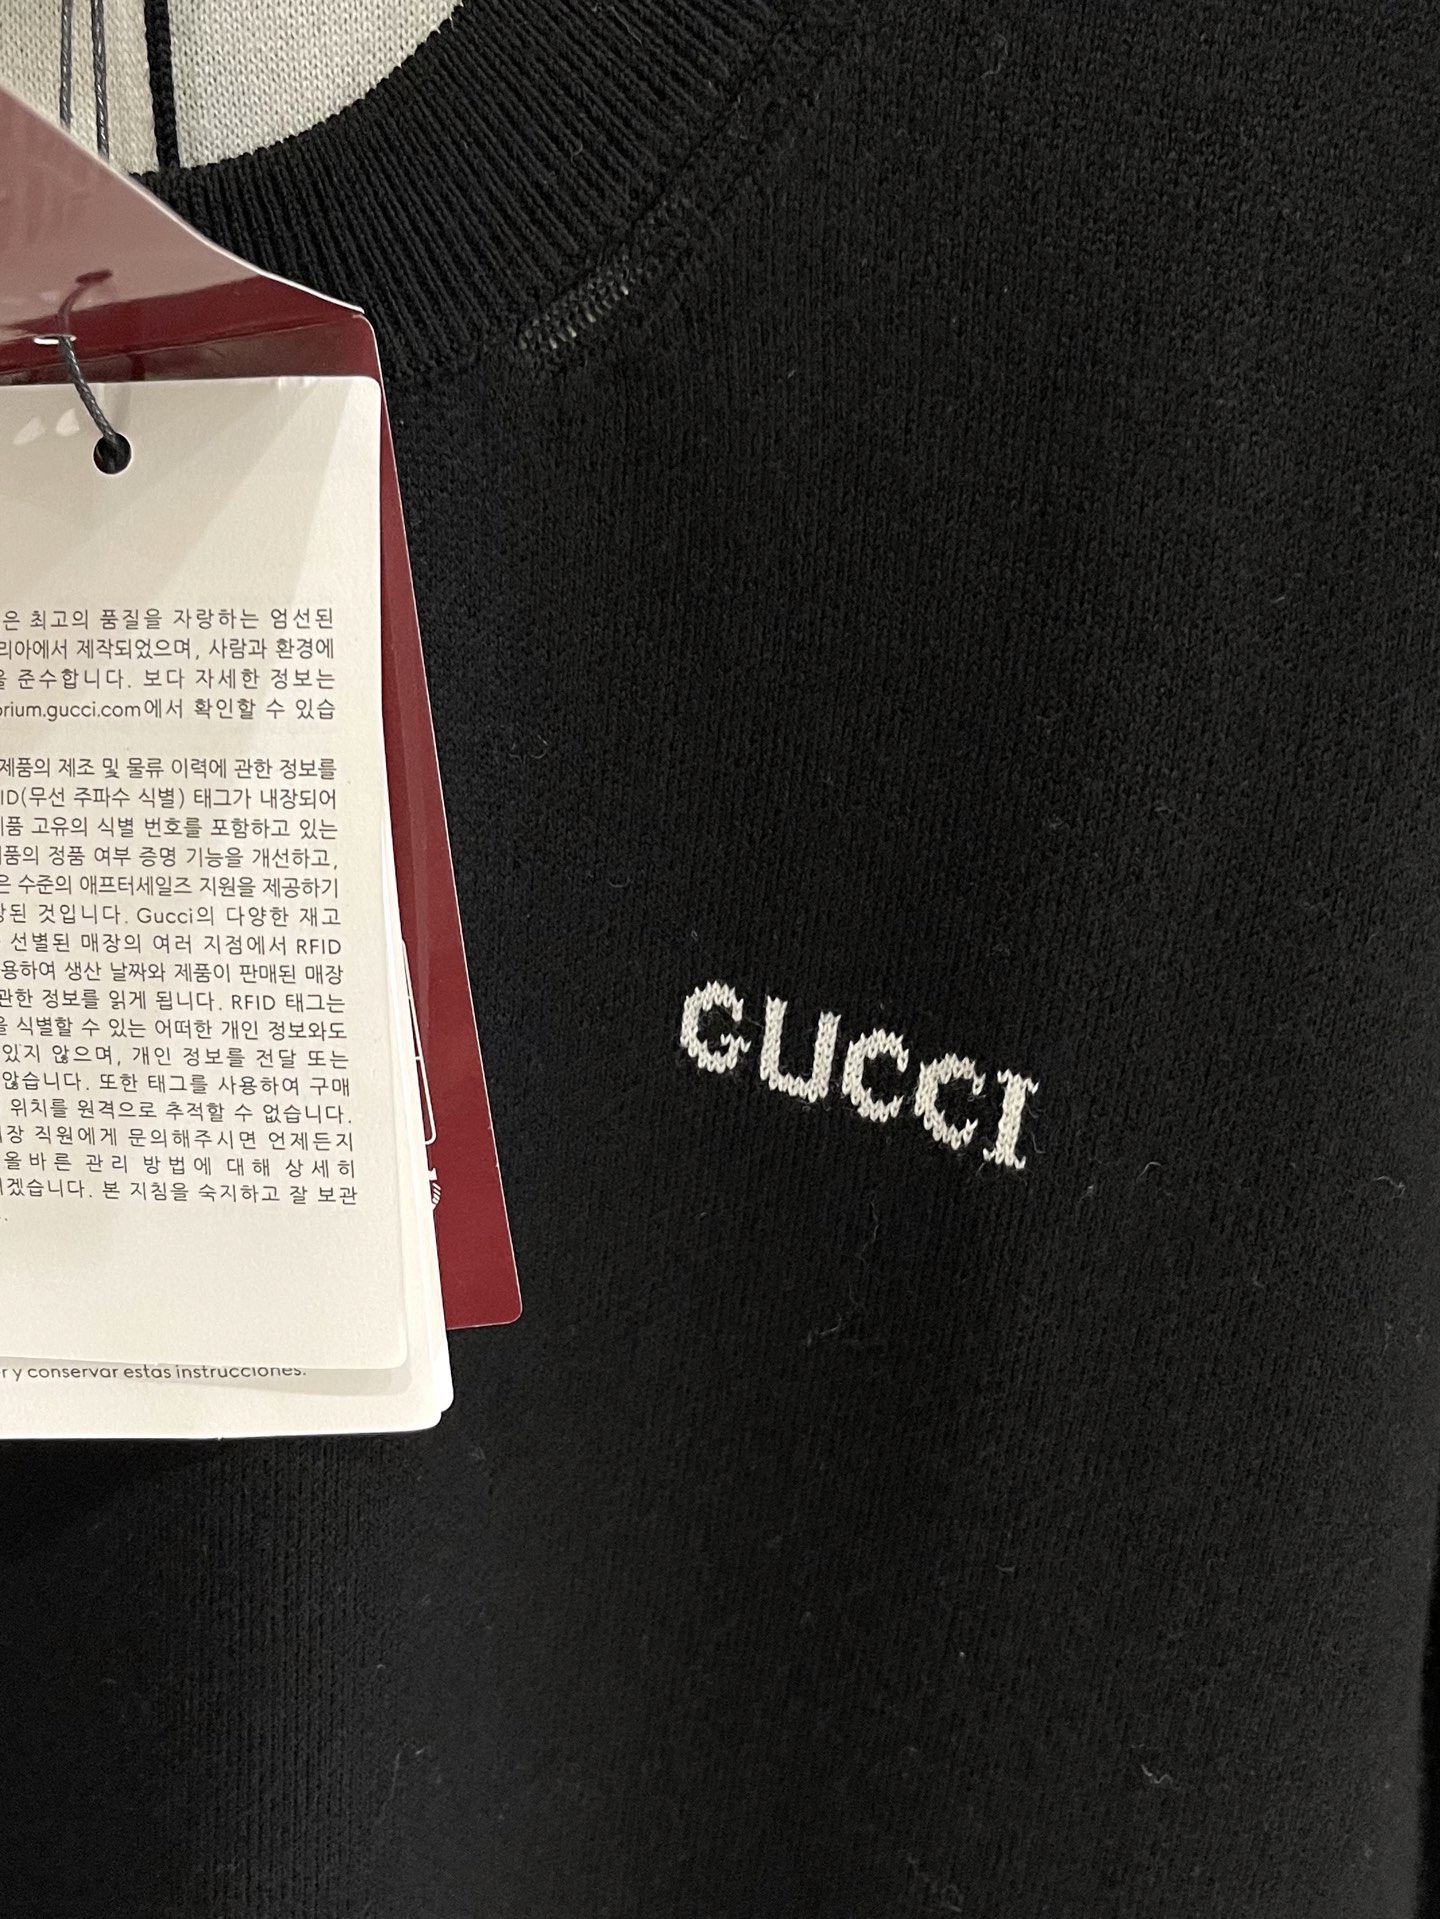 은 최고의 품질을 자랑하는 엄선된
리아에서 제작되었으며, 사람과 환경에
을 준수합니다. 보다 자세한 정보는
orium.gucci.com에서 확인할 수 있습
제품의 제조 및 물류 이력에 관한 정보를
ID(무선 주파수 식별) 태그가 내장되어
제품 고유의 식별 번호를 포함하고 있는
제품의 정품 여부 증명 기능을 개선하고,
은 수준의 애프터세일즈 지원을 제공하기
장된 것입니다. Gucci의 다양한 재고
선별된 매장의 여러 지점에서 RFID
용하여 생산 날짜와 제품이 판매된 매장
관한 정보를 읽게 됩니다. RFID 태그는
을 식별할 수 있는 어떠한 개인 정보와도
있지 않으며, 개인 정보를 전달 또는
않습니다. 또한 태그를 사용하여 구매
위치를 원격으로 추적할 수 없습니다.
장 직원에게 문의해주시면 언제든지
올바른 관리 방법에 대해 상세히
겠습니다. 본 지침을 숙지하고 잘 보관
r y conservar estas instrucciones.
GUCCI